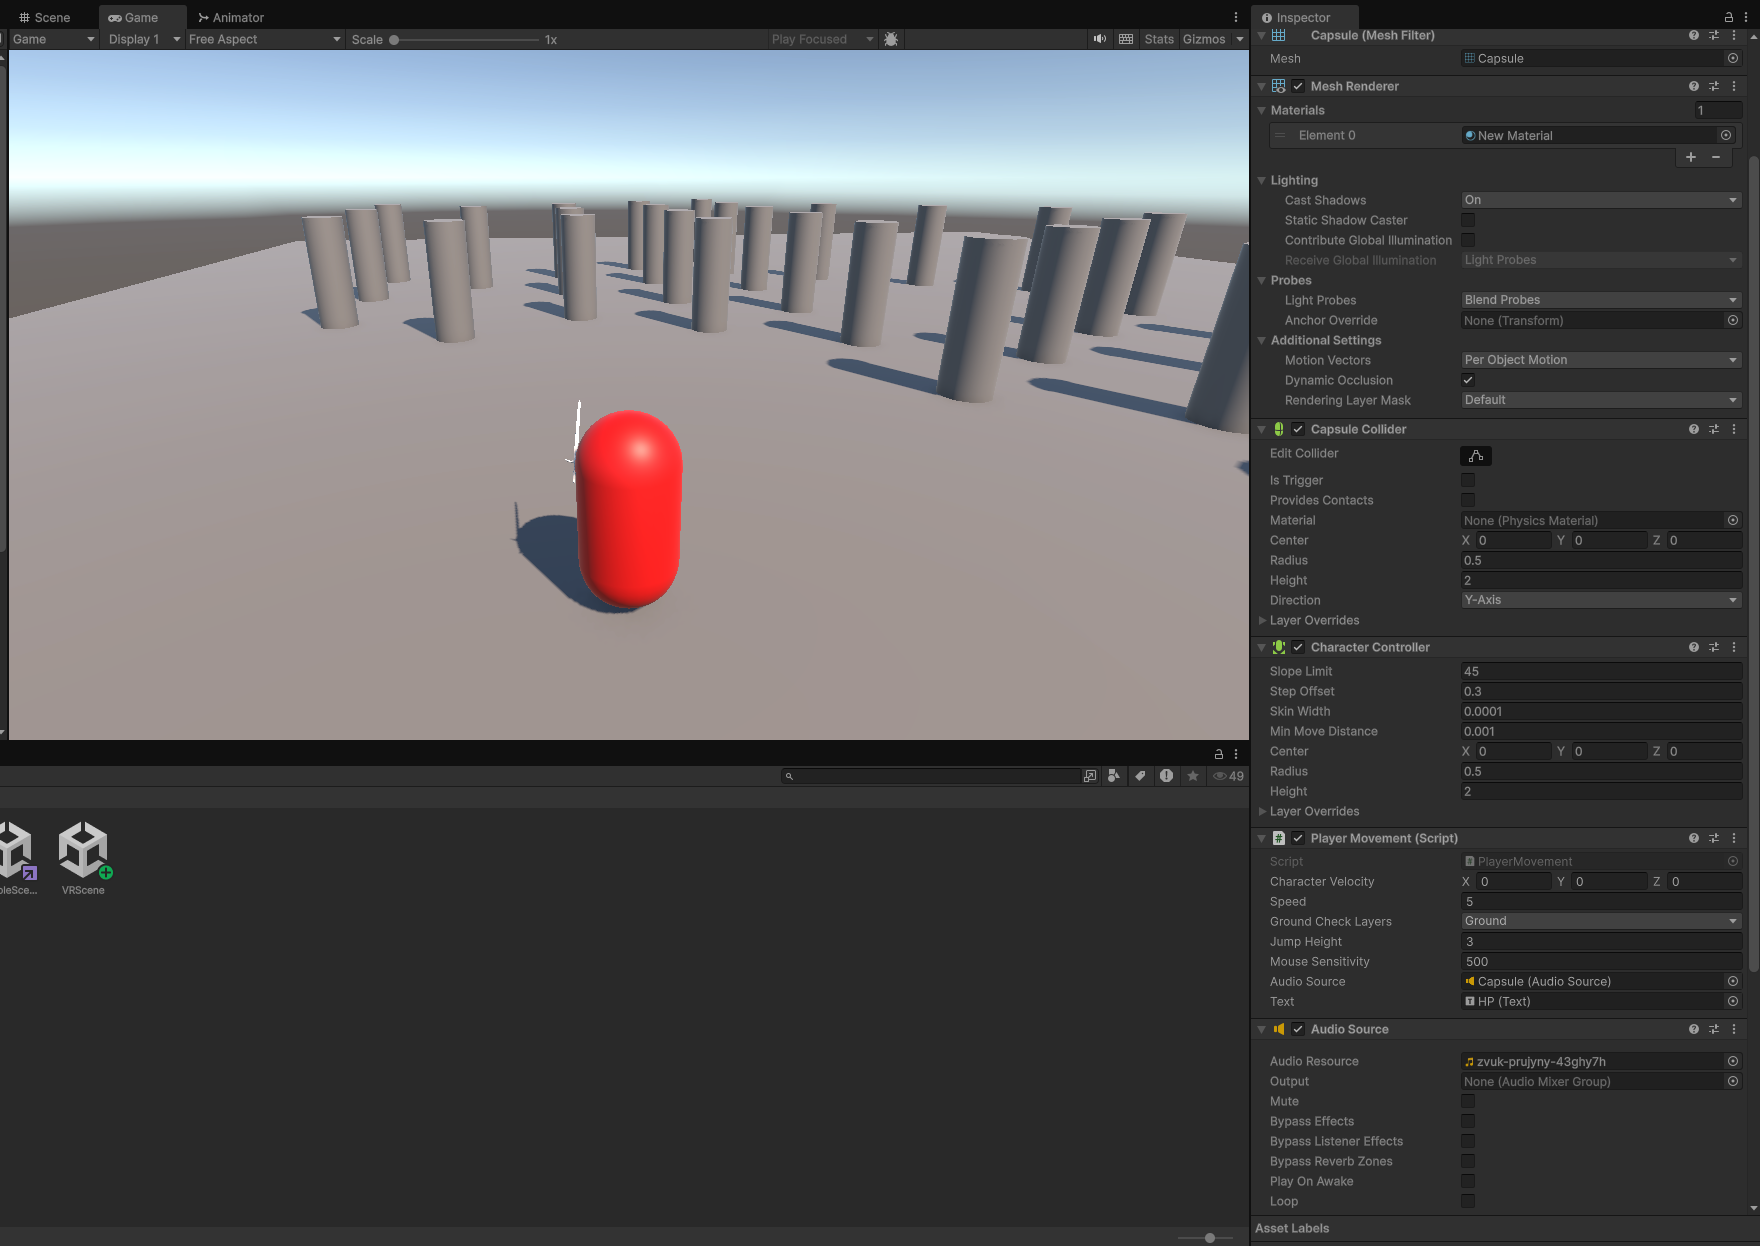 Scene
Game
Animator
Game
Display 1
Free Aspect
Scale
1x
Play Focused
Stats
Gizmos
49
bleSce...
VRScene
Inspector
Capsule (Mesh Filter)
Mesh
Capsule
Mesh Renderer
Materials
1
Element 0
New Material
Lighting
Cast Shadows
On
Static Shadow Caster
Contribute Global Illumination
Receive Global Illumination
Light Probes
Probes
Light Probes
Blend Probes
Anchor Override
None (Transform)
Additional Settings
Motion Vectors
Per Object Motion
Dynamic Occlusion
Rendering Layer Mask
Default
Capsule Collider
Edit Collider
Is Trigger
Provides Contacts
Material
None (Physics Material)
Center
X 0 Y 0 Z 0
Radius
0.5
Height
2
Direction
Y-Axis
Layer Overrides
Character Controller
Slope Limit
45
Step Offset
0.3
Skin Width
0.0001
Min Move Distance
0.001
Center
X 0 Y 0 Z 0
Radius
0.5
Height
2
Layer Overrides
Player Movement (Script)
Script
PlayerMovement
Character Velocity
X 0 Y 0 Z 0
Speed
5
Ground Check Layers
Ground
Jump Height
3
Mouse Sensitivity
500
Audio Source
Capsule (Audio Source)
Text
HP (Text)
Audio Source
Audio Resource
zvuk-prujyny-43ghy7h
Output
None (Audio Mixer Group)
Mute
Bypass Effects
Bypass Listener Effects
Bypass Reverb Zones
Play On Awake
Loop
Asset Labels